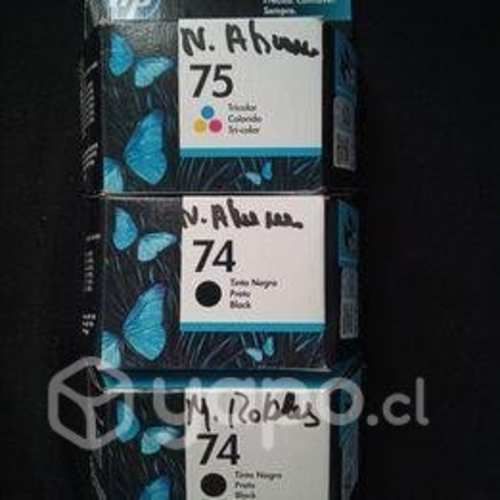 hp
Sempre.
75
Tricolor
Colorido
Tri-color
74
Tinta Negra
Preto
Black
M. Robles
74
Tinta Negra
Preto
Black
yapo.cl